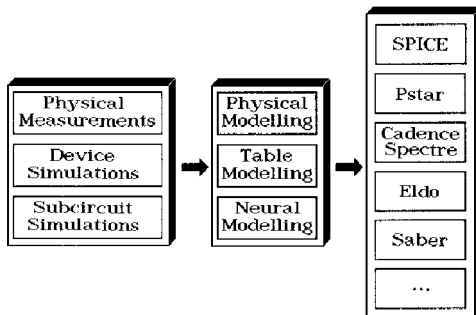 Physical
Measurements
Device
Simulations
Subcircuit
Simulations
Physical
Modelling
Table
Modelling
Neural
Modelling
SPICE
Pstar
Cadence
Spectre
Eldo
Saber
...